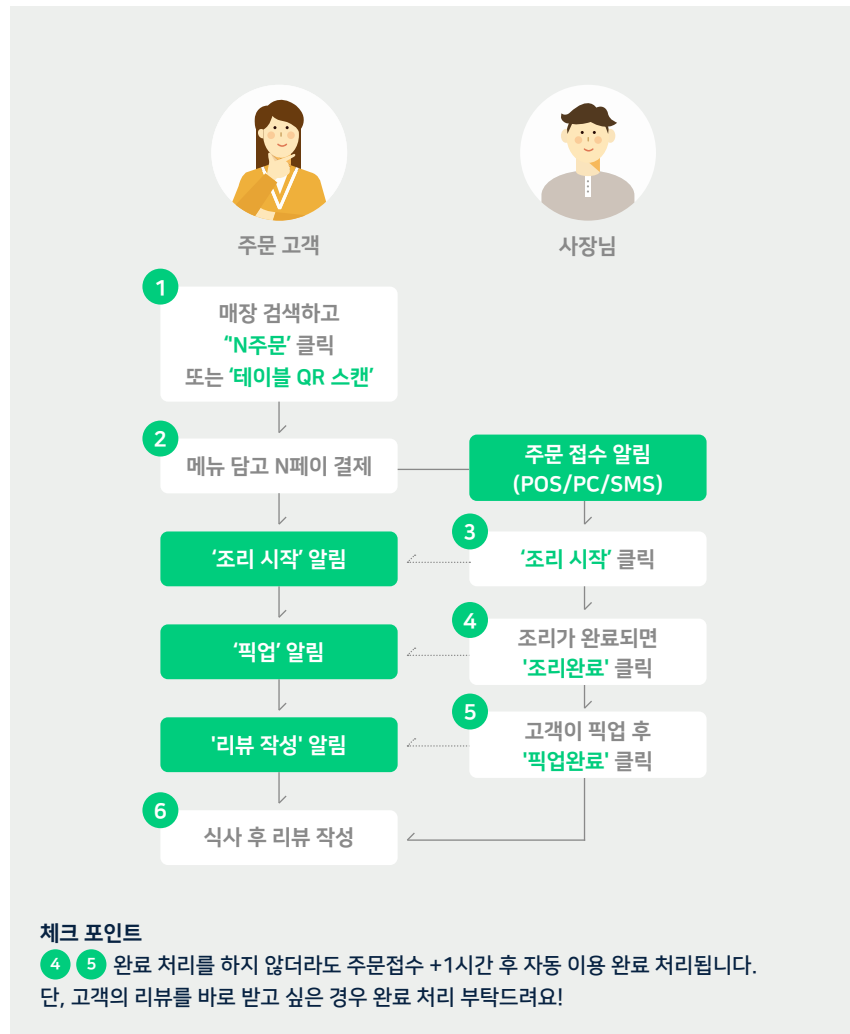 주문 고객
사장님
1
매장 검색하고
‘'N주문’ 클릭
또는 ‘테이블 QR 스캔’
2
메뉴 담고 N페이 결제
주문 접수 알림
(POS/PC/SMS)
‘조리 시작’ 알림
3
‘조리 시작’ 클릭
‘픽업’ 알림
4
조리가 완료되면
'조리완료' 클릭
'리뷰 작성' 알림
5
고객이 픽업 후
'픽업완료' 클릭
6
식사 후 리뷰 작성
체크 포인트
4 5 완료 처리를 하지 않더라도 주문접수 +1시간 후 자동 이용 완료 처리됩니다.
단, 고객의 리뷰를 바로 받고 싶은 경우 완료 처리 부탁드려요!